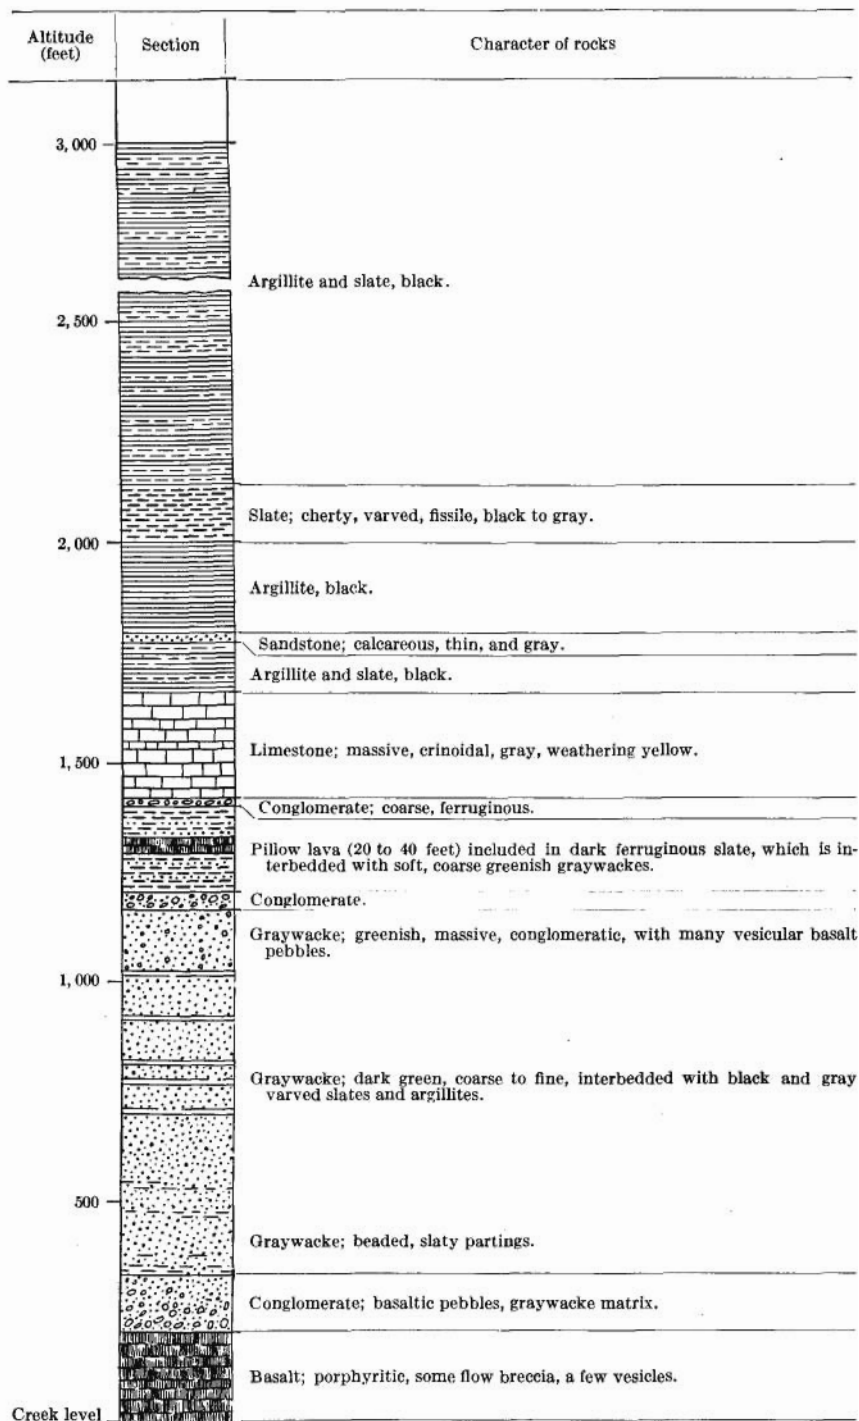 Altitude
(feet)
Section
Character of rocks
3,000
Argillite and slate, black.
2,500
Slate; cherty, varved, fissile, black to gray.
2,000
Argillite, black.
Sandstone; calcareous, thin, and gray.
Argillite and slate, black.
Limestone; massive, crinoidal, gray, weathering yellow.
1,500
Conglomerate; coarse, ferruginous.
Pillow lava (20 to 40 feet) included in dark ferruginous slate, which is in-
terbedded with soft, coarse greenish graywackes.
Conglomerate.
Graywacke; greenish, massive, conglomeratic, with many vesicular basalt
pebbles.
1,000
Graywacke; dark green, coarse to fine, interbedded with black and gray
varved slates and argillites.
500
Graywacke; beaded, slaty partings.
Conglomerate; basaltic pebbles, graywacke matrix.
Basalt; porphyritic, some flow breccia, a few vesicles.
Creek level